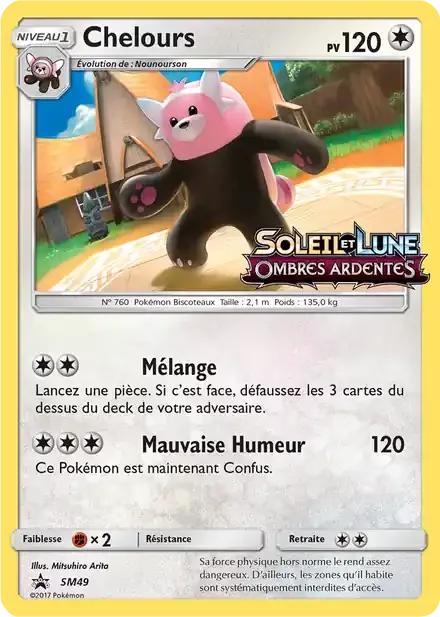 NIVEAU 1
Chelours
PV 120
Évolution de : Nounourson
SOLEIL ET LUNE
OMBRES ARDENTES
N° 760 Pokémon Biscoteaux Taille : 2,1 m Poids : 135,0 kg
Mélange
Lancez une pièce. Si c'est face, défaussez les 3 cartes du
dessus du deck de votre adversaire.
Mauvaise Humeur 120
Ce Pokémon est maintenant Confus.
Faiblesse × 2 Résistance Retraite
Illus. Mitsuhiro Arita
SM49
©2017 Pokémon
Sa force physique hors norme le rend assez
dangereux. D'ailleurs, les zones qu'il habite
sont systématiquement interdites d'accès.